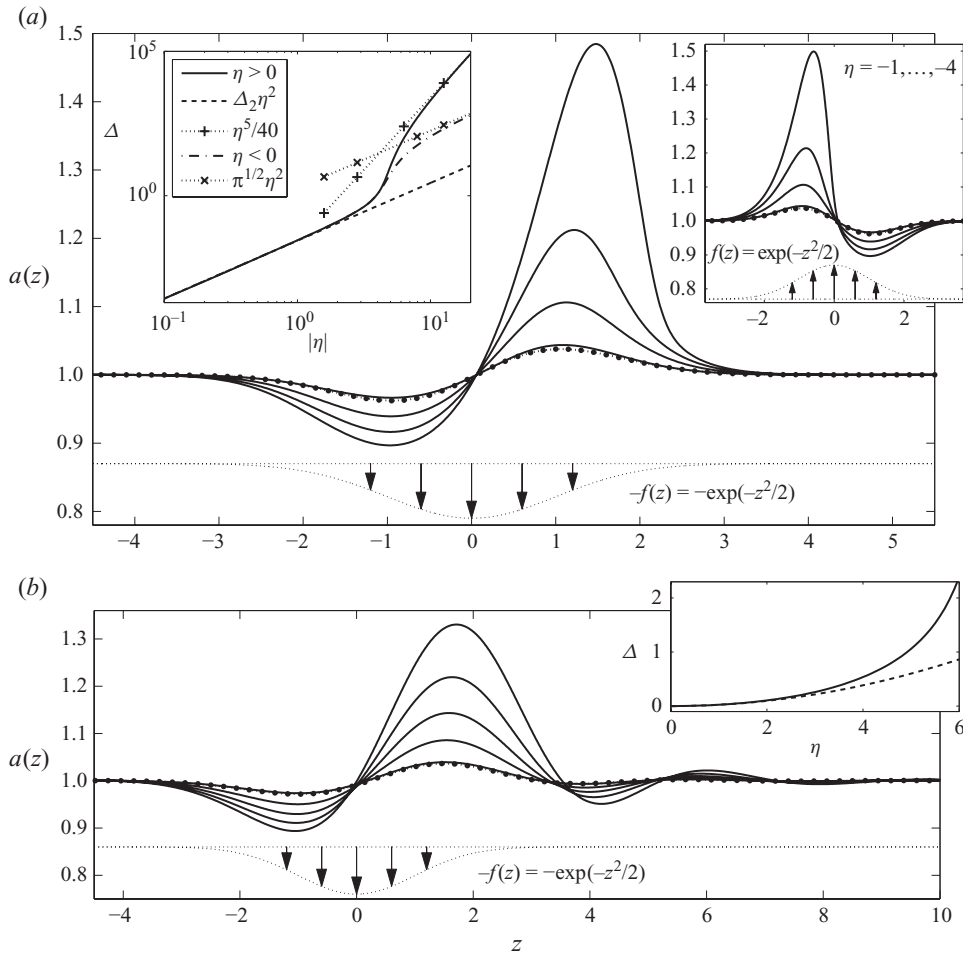 (a)
1.5
1.4
1.3
1.2
1.1
1.0
0.9
0.8
a(z)
−4 −3 −2 −1 0 1 2 3 4 5
10^5
10^0
Δ
η > 0
Δ₂η²
η⁵/40
η < 0
π^{1/2}η²
10^{−1} 10^0 10^1
|η|
η = −1,…,−4
1.5
1.4
1.3
1.2
1.1
1.0
0.9
0.8
f(z) = exp(−z²/2)
−2 0 2
−f(z) = −exp(−z²/2)
(b)
1.3
1.2
1.1
1.0
0.9
0.8
a(z)
−4 −2 0 2 4 6 8 10
z
2
1
0
Δ
0 2 4 6
η
−f(z) = −exp(−z²/2)